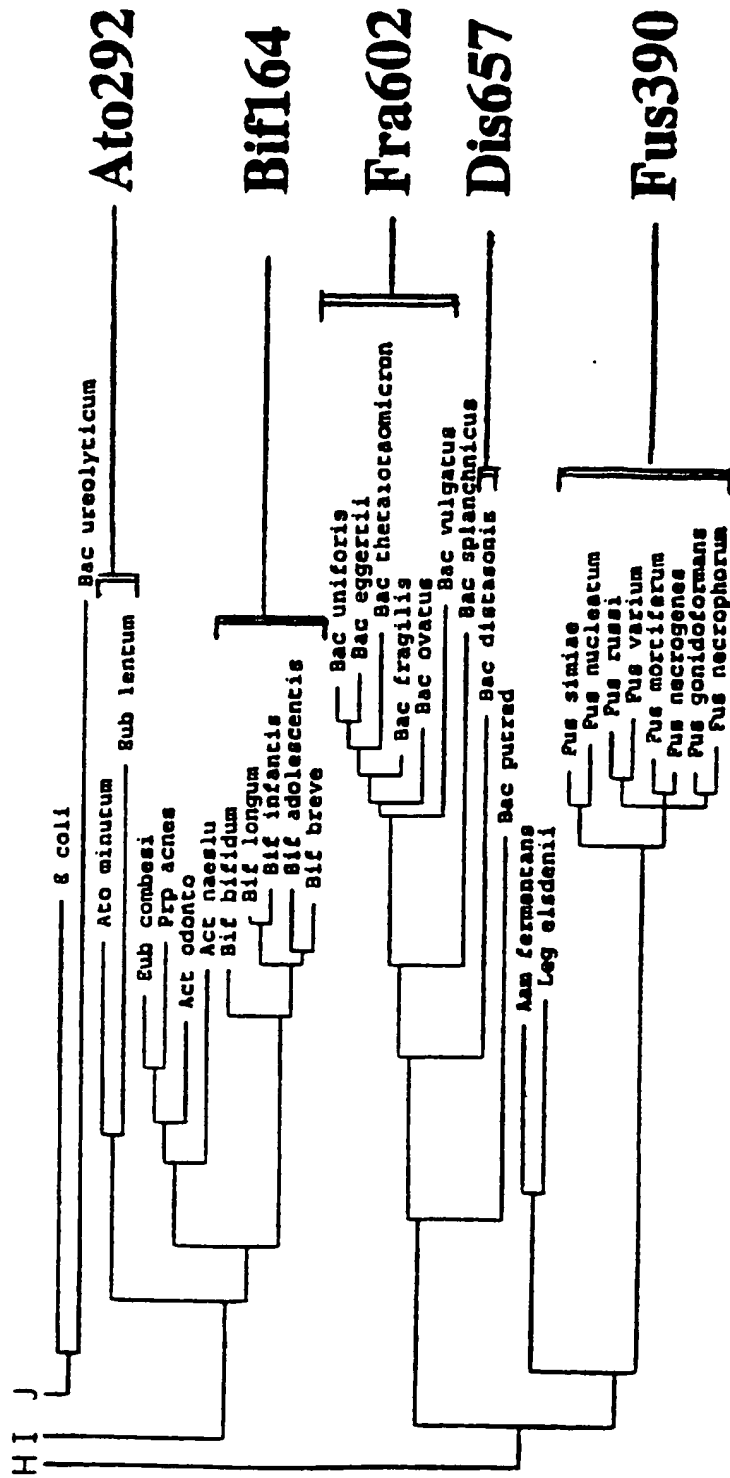 H
I
J
E coli
Bac ureolyticum
Ato292
Ato minutum
Eub lentum
Eub combesi
Prp acnes
Act odonto
Act naeslu
Bif bifidum
Bif longum
Bif infantis
Bif adolescentis
Bif breve
Bif164
Bac uniforis
Bac eggertii
Bac thetaiotaomicron
Bac fragilis
Bac ovatus
Bac vulgatus
Bac splanchnicus
Fra602
Bac distasonis
Dis657
Bac putred
Aam fermentans
Leg elsdenii
Fus simiae
Fus nucleatum
Fus russi
Fus varium
Fus mortiferum
Fus necrogenes
Fus gonidoformans
Fus necrophorum
Fus390